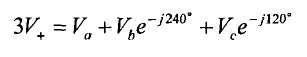 3V₊ = Vₐ + V_b e^{-j240°} + V_c e^{-j120°}